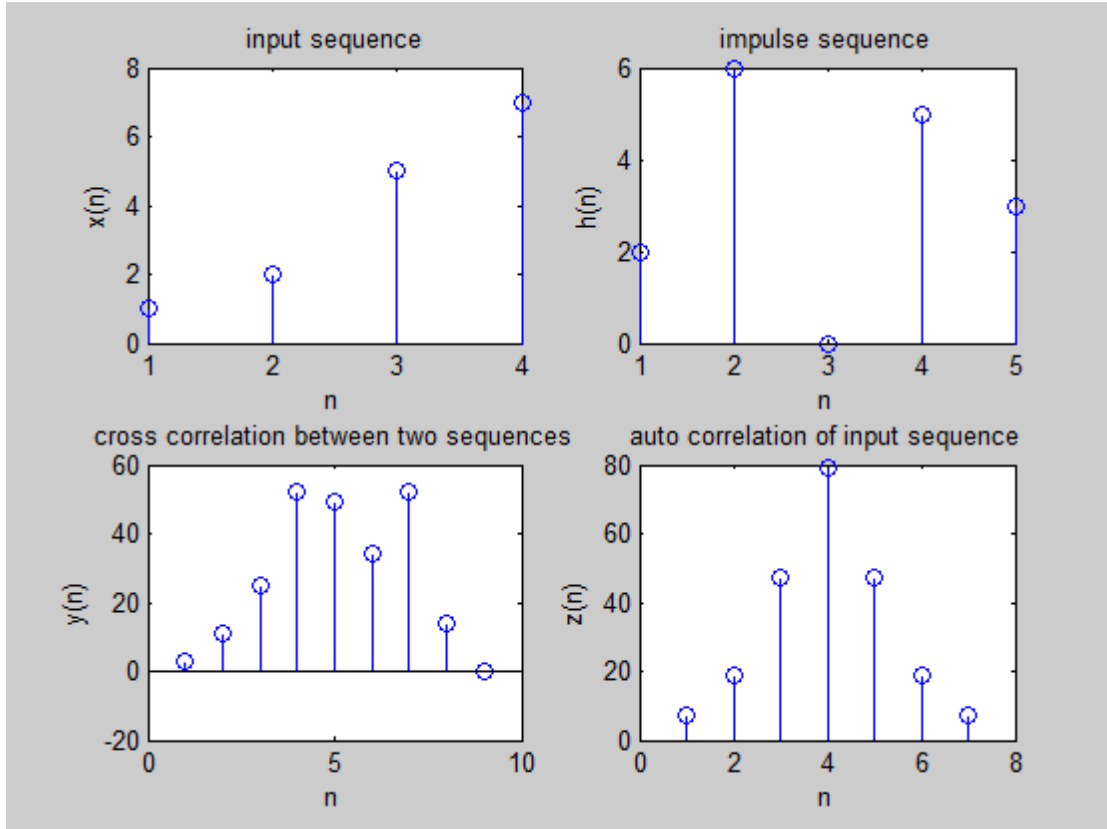 input sequence
8
6
4
2
0
x(n)
1 2 3 4
n
impulse sequence
6
4
2
0
h(n)
1 2 3 4 5
n
cross correlation between two sequences
60
40
20
0
-20
y(n)
0 5 10
n
auto correlation of input sequence
80
60
40
20
0
z(n)
0 2 4 6 8
n